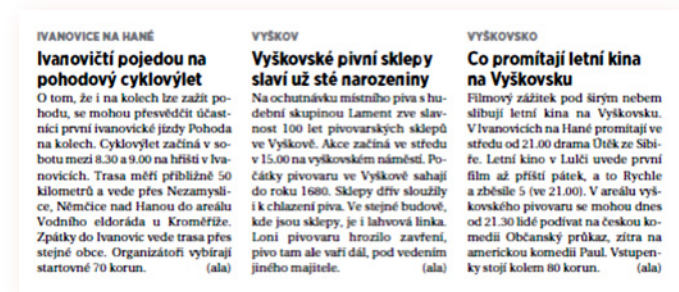 IVANOVICE NA HANÉ
Ivanovičtí pojedou na
pohodový cyklovýlet
O tom, že i na kolech lze zažít po-
hodu, se mohou přesvědčit účast-
níci první ivanovické jízdy Pohoda
na kolech. Cyklovýlet začíná v so-
botu mezi 8.30 a 9.00 na hřišti v Iva-
novicích. Trasa měří přibližně 50
kilometrů a vede přes Nezamysli-
ce, Němčice nad Hanou do areálu
Vodního eldoráda u Kroměříže.
Zpátky do Ivanovic vede trasa přes
stejné obce. Organizátoři vybírají
startovné 70 korun. (ala)
VYŠKOV
Vyškovské pivní sklepy
slaví už sté narozeniny
Na ochutnávku místního piva s hu-
dební skupinou Lament zve slav-
nost 100 let pivovarských sklepů
ve Vyškově. Akce začíná ve středu
v 15.00 na vyškovském náměstí. Po-
čátky pivovaru ve Vyškově sahají
do roku 1680. Sklepy dřív sloužily
i k chlazení piva. Ve stejné budově,
kde jsou sklepy, je i lahvová linka.
Loni pivovaru hrozilo zavření,
pivo tam ale vaří dál, pod vedením
jiného majitele. (ala)
VYŠKOVSKO
Co promítají letní kina
na Vyškovsku
Filmový zážitek pod širým nebem
slibují letní kina na Vyškovsku.
V Ivanovicích na Hané promítají ve
středu od 21.00 drama Útěk ze Sibi-
ře. Letní kino v Lulči uvede první
film až příští pátek, a to Rychle
a zběsile 5 (ve 21.00). V areálu vyš-
kovského pivovaru se mohou dnes
od 21.30 lidé podívat na českou ko-
medii Občanský průkaz, zítra na
americkou komedii Paul. Vstupen-
ky stojí kolem 80 korun. (ala)